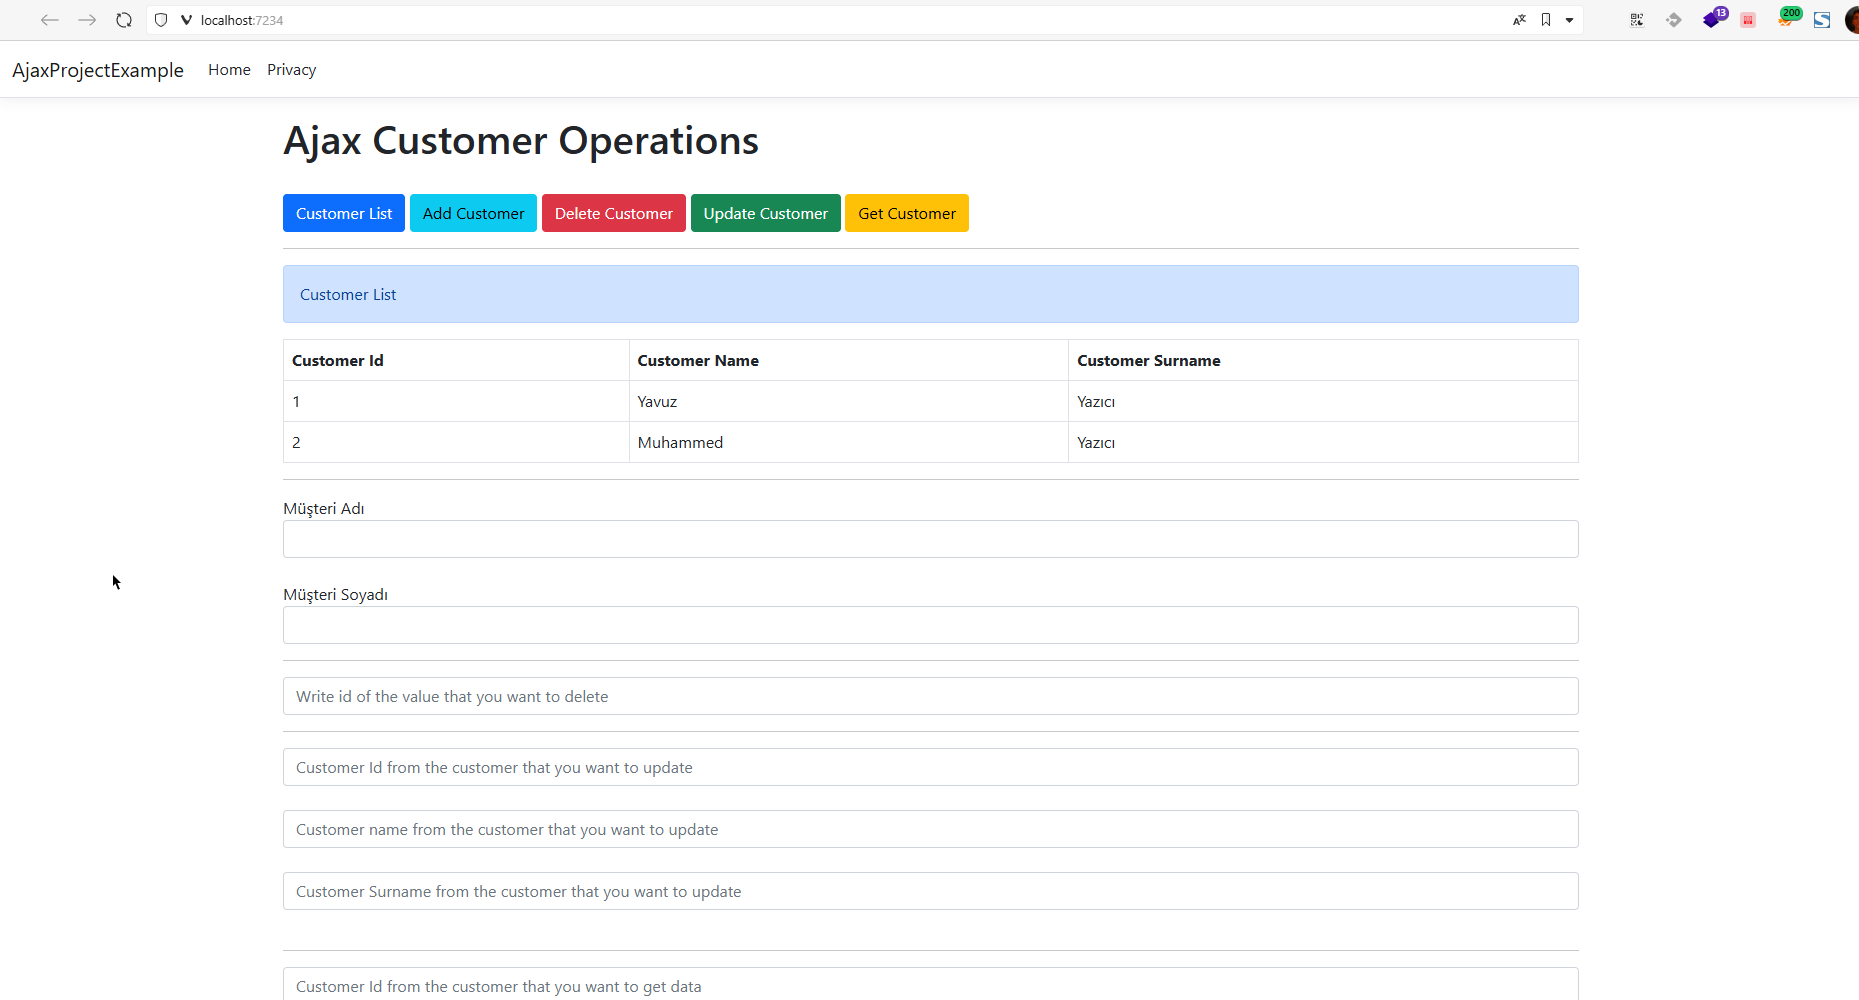 localhost:7234
13
200
AjaxProjectExample Home Privacy
Ajax Customer Operations
Customer List Add Customer Delete Customer Update Customer Get Customer
Customer List
Customer Id Customer Name Customer Surname
1 Yavuz Yazıcı
2 Muhammed Yazıcı
Müşteri Adı
Müşteri Soyadı
Write id of the value that you want to delete
Customer Id from the customer that you want to update
Customer name from the customer that you want to update
Customer Surname from the customer that you want to update
Customer Id from the customer that you want to get data